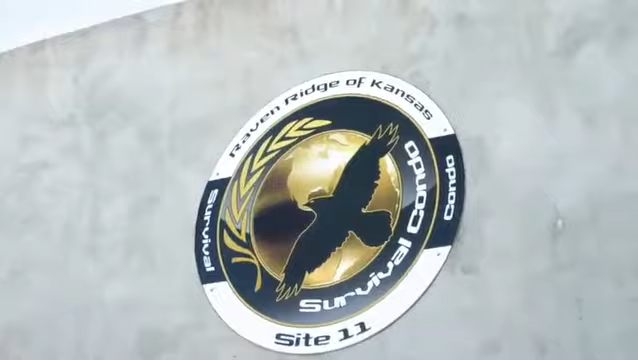 Raven Ridge of Kansas
Survival
Condo
Survival Condo
Site 11